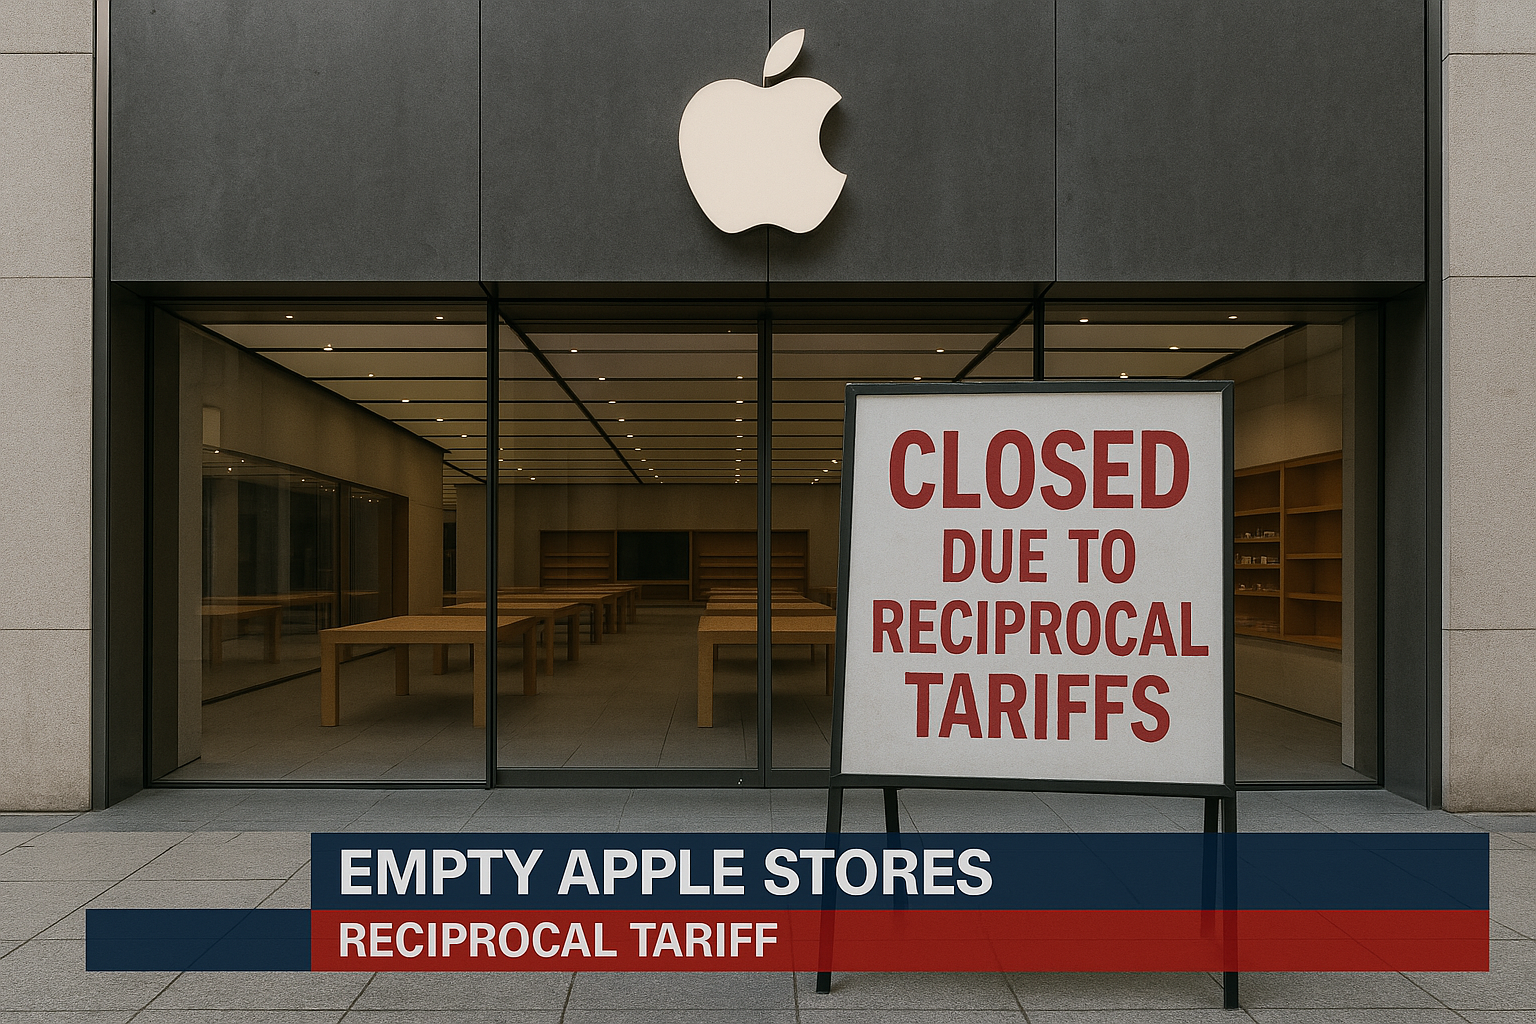 CLOSED
DUE TO
RECIPROCAL
TARIFFS
EMPTY APPLE STORES
RECIPROCAL TARIFF